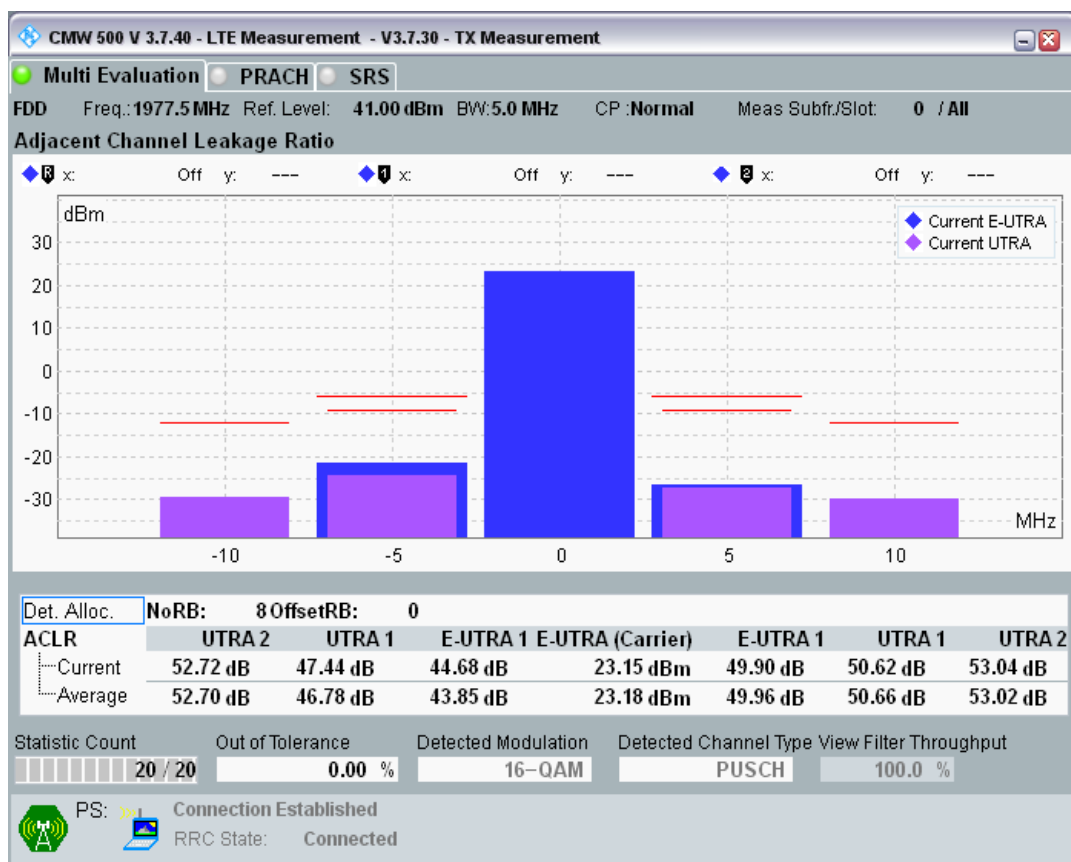 CMW 500 V 3.7.40 - LTE Measurement - V3.7.30 - TX Measurement
Multi Evaluation PRACH SRS
FDD Freq.: 1977.5 MHz Ref. Level: 41.00 dBm BW: 5.0 MHz CP : Normal Meas Subfr./Slot: 0 / All
Adjacent Channel Leakage Ratio
R x: Off y: --- 1 x: Off y: --- 2 x: Off y: ---
dBm
Current E-UTRA
Current UTRA
30
20
10
0
-10
-20
-30
MHz
-10 -5 0 5 10
Det. Alloc. NoRB: 8 OffsetRB: 0
ACLR UTRA 2 UTRA 1 E-UTRA 1 E-UTRA (Carrier) E-UTRA 1 UTRA 1 UTRA 2
Current 52.72 dB 47.44 dB 44.68 dB 23.15 dBm 49.90 dB 50.62 dB 53.04 dB
Average 52.70 dB 46.78 dB 43.85 dB 23.18 dBm 49.96 dB 50.66 dB 53.02 dB
Statistic Count Out of Tolerance Detected Modulation Detected Channel Type View Filter Throughput
20 / 20 0.00 % 16-QAM PUSCH 100.0 %
PS: Connection Established
RRC State: Connected